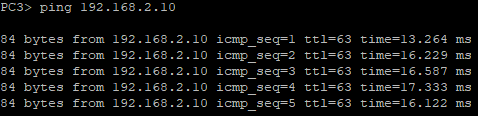 PC3> ping 192.168.2.10
84 bytes from 192.168.2.10 icmp_seq=1 ttl=63 time=13.264 ms
84 bytes from 192.168.2.10 icmp_seq=2 ttl=63 time=16.229 ms
84 bytes from 192.168.2.10 icmp_seq=3 ttl=63 time=16.587 ms
84 bytes from 192.168.2.10 icmp_seq=4 ttl=63 time=17.333 ms
84 bytes from 192.168.2.10 icmp_seq=5 ttl=63 time=16.122 ms